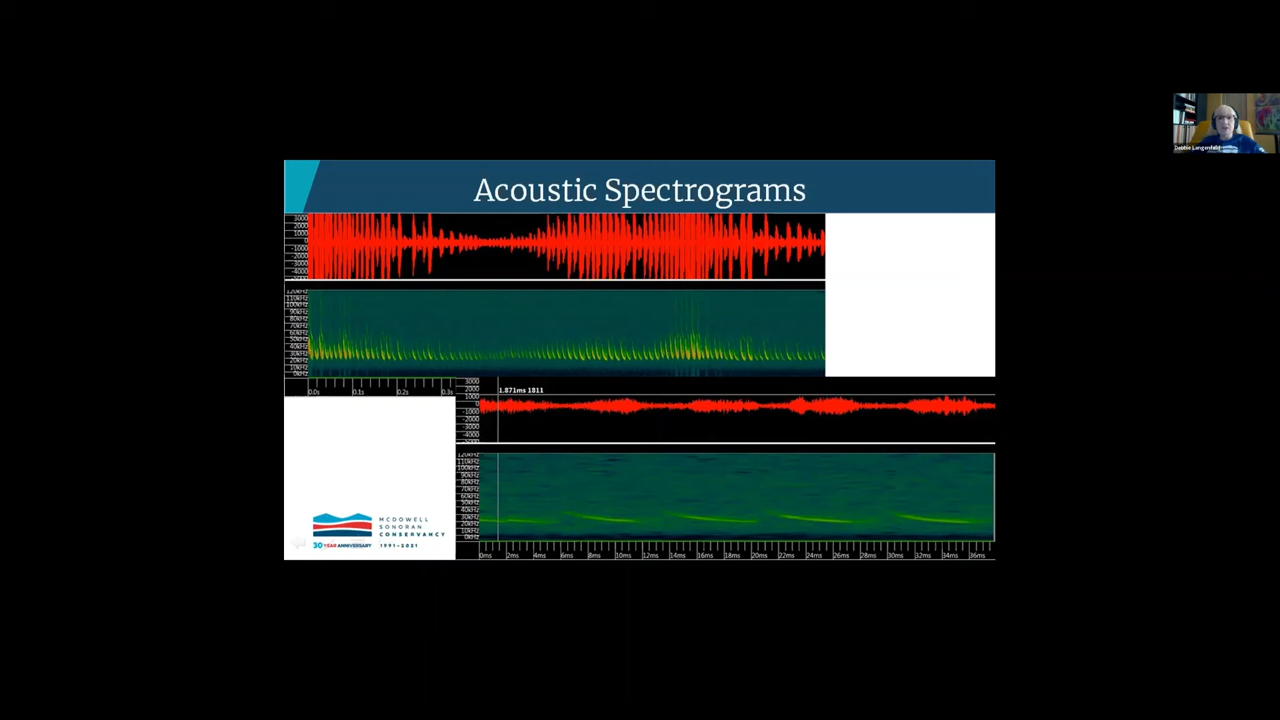 Acoustic Spectrograms
3000
2000
1000
0
-1000
-2000
-3000
-4000
120kHz
110kHz
100kHz
90kHz
80kHz
70kHz
60kHz
50kHz
40kHz
30kHz
20kHz
10kHz
0kHz
0.0s 0.1s 0.2s 0.3s
3000
2000
1000
0
-1000
-2000
-3000
-4000
1.871ms 1811
120kHz
110kHz
100kHz
90kHz
80kHz
70kHz
60kHz
50kHz
40kHz
30kHz
20kHz
10kHz
0kHz
0ms 2ms 4ms 6ms 8ms 10ms 12ms 14ms 16ms 18ms 20ms 22ms 24ms 26ms 28ms 30ms 32ms 34ms 36ms
MCDOWELL
SONORAN
CONSERVANCY
30 YEAR ANNIVERSARY 1991-2021
Debbie Langenfeld